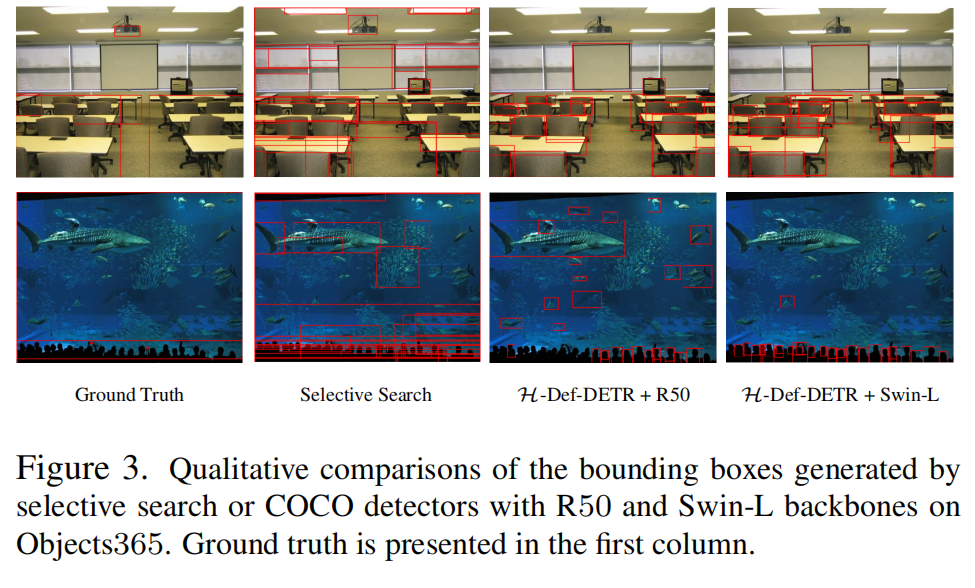 Ground Truth
Selective Search
ℋ-Def-DETR + R50
ℋ-Def-DETR + Swin-L
Figure 3. Qualitative comparisons of the bounding boxes generated by
selective search or COCO detectors with R50 and Swin-L backbones on
Objects365. Ground truth is presented in the first column.